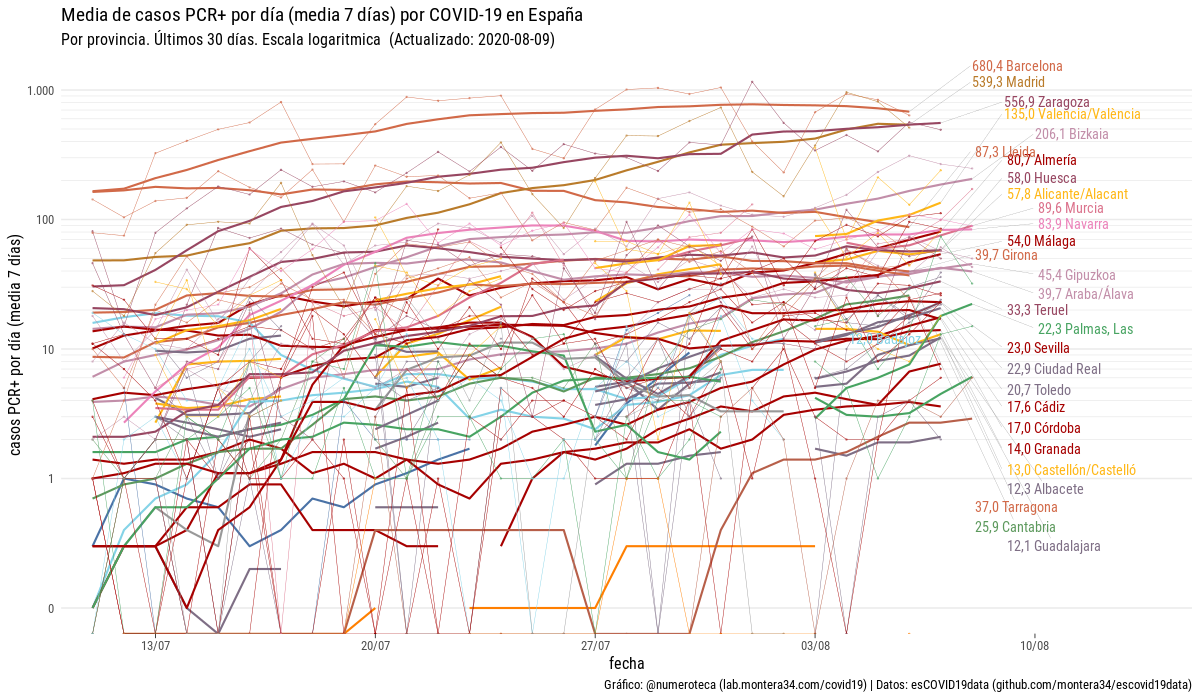 Media de casos PCR+ por día (media 7 días) por COVID-19 en España
Por provincia. Últimos 30 días. Escala logaritmica (Actualizado: 2020-08-09)
casos PCR+ por día (media 7 días)
1.000
100
10
1
0
680,4 Barcelona
539,3 Madrid
556,9 Zaragoza
135,0 Valencia/València
206,1 Bizkaia
87,3 Lleida
80,7 Almería
58,0 Huesca
57,8 Alicante/Alacant
89,6 Murcia
83,9 Navarra
54,0 Málaga
39,7 Girona
45,4 Gipuzkoa
39,7 Araba/Álava
33,3 Teruel
22,3 Palmas, Las
23,0 Sevilla
22,9 Ciudad Real
20,7 Toledo
17,6 Cádiz
17,0 Córdoba
14,0 Granada
13,0 Castellón/Castelló
12,3 Albacete
37,0 Tarragona
25,9 Cantabria
12,1 Guadalajara
13/07
20/07
27/07
03/08
10/08
fecha
Gráfico: @numeroteca (lab.montera34.com/covid19) | Datos: esCOVID19data (github.com/montera34/escovid19data)